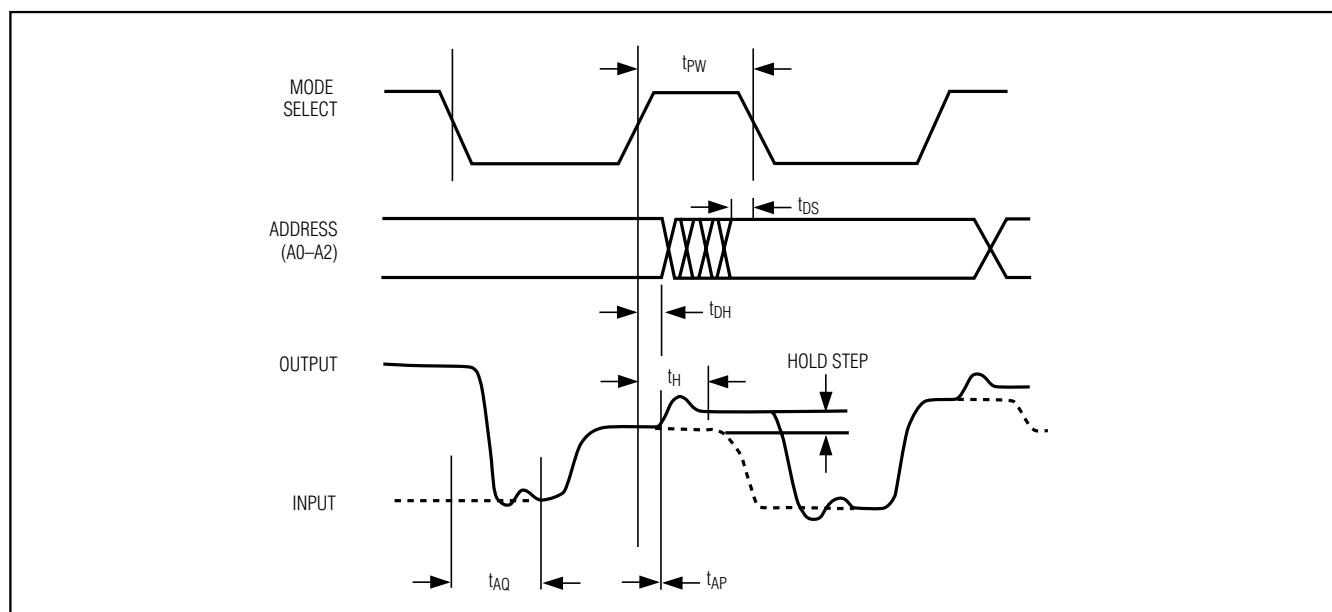 MODE
SELECT
tPW
ADDRESS
(A0–A2)
tDS
tDH
OUTPUT
HOLD STEP
tH
INPUT
tAQ
tAP